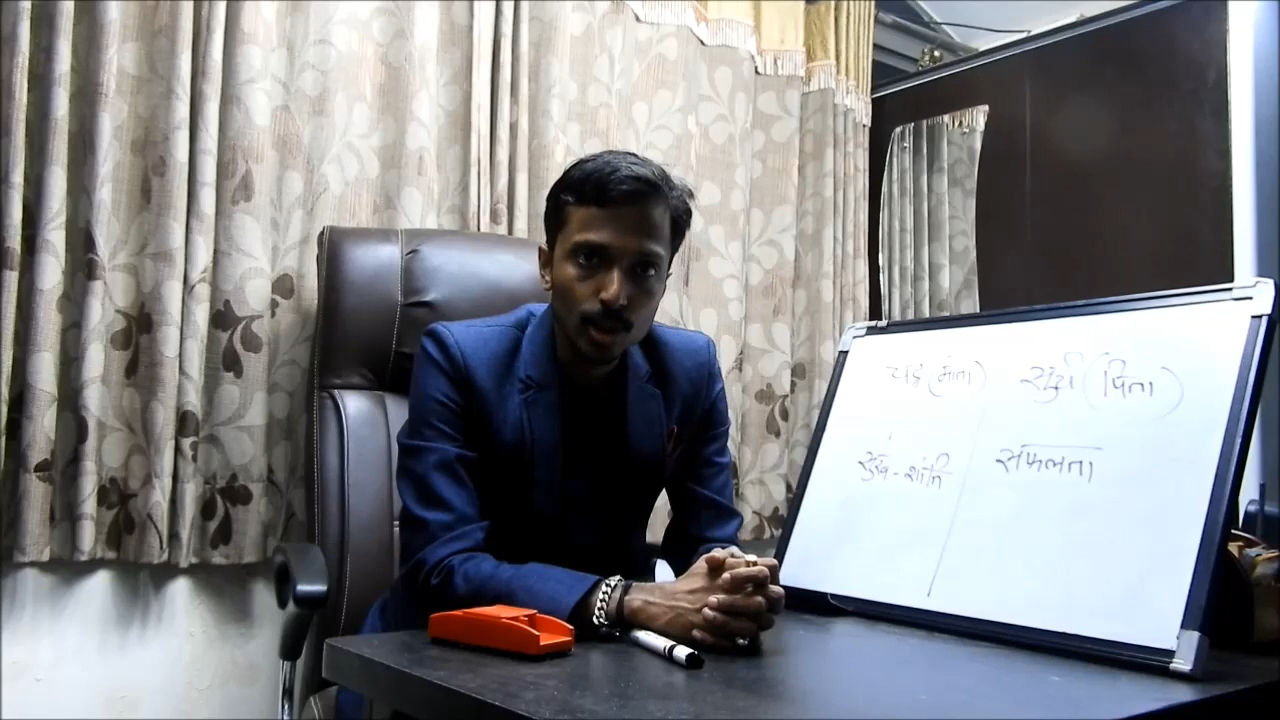 चंद्र (माता) सूर्य (पिता)
सुख - शांति सफलता